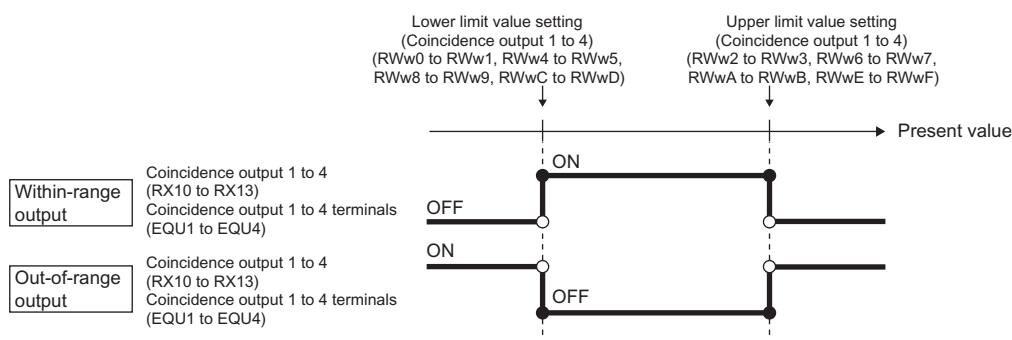 Lower limit value setting
(Coincidence output 1 to 4)
(RWw0 to RWw1, RWw4 to RWw5,
RWw8 to RWw9, RWwC to RWwD)
Upper limit value setting
(Coincidence output 1 to 4)
(RWw2 to RWw3, RWw6 to RWw7,
RWwA to RWwB, RWwE to RWwF)
Present value
Within-range
output
Coincidence output 1 to 4
(RX10 to RX13)
Coincidence output 1 to 4 terminals
(EQU1 to EQU4)
OFF
ON
Out-of-range
output
Coincidence output 1 to 4
(RX10 to RX13)
Coincidence output 1 to 4 terminals
(EQU1 to EQU4)
ON
OFF